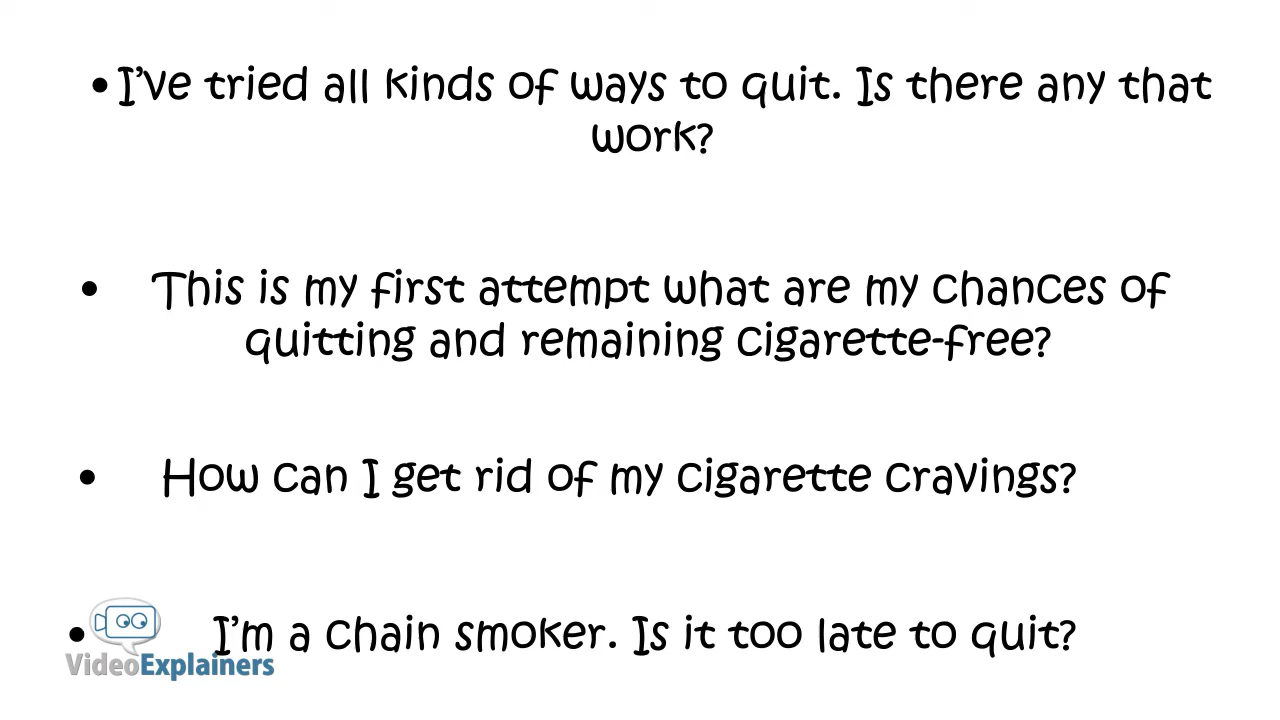 • I’ve tried all kinds of ways to quit. Is there any that
work?
• This is my first attempt what are my chances of
quitting and remaining cigarette-free?
• How can I get rid of my cigarette cravings?
• I’m a chain smoker. Is it too late to quit?
VideoExplainers